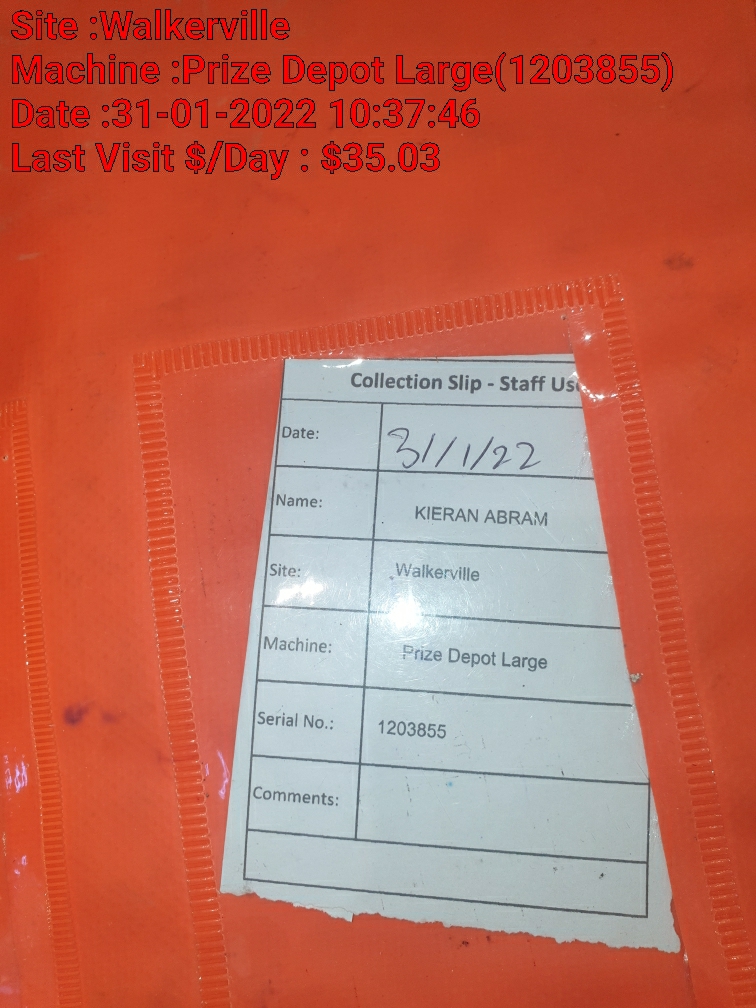 Site :Walkerville
Machine :Prize Depot Large(1203855)
Date :31-01-2022 10:37:46
Last Visit $/Day : $35.03
Collection Slip - Staff
Date: 31/1/22
Name: KIERAN ABRAM
Site: Walkerville
Machine: Prize Depot Large
Serial No.: 1203855
Comments: